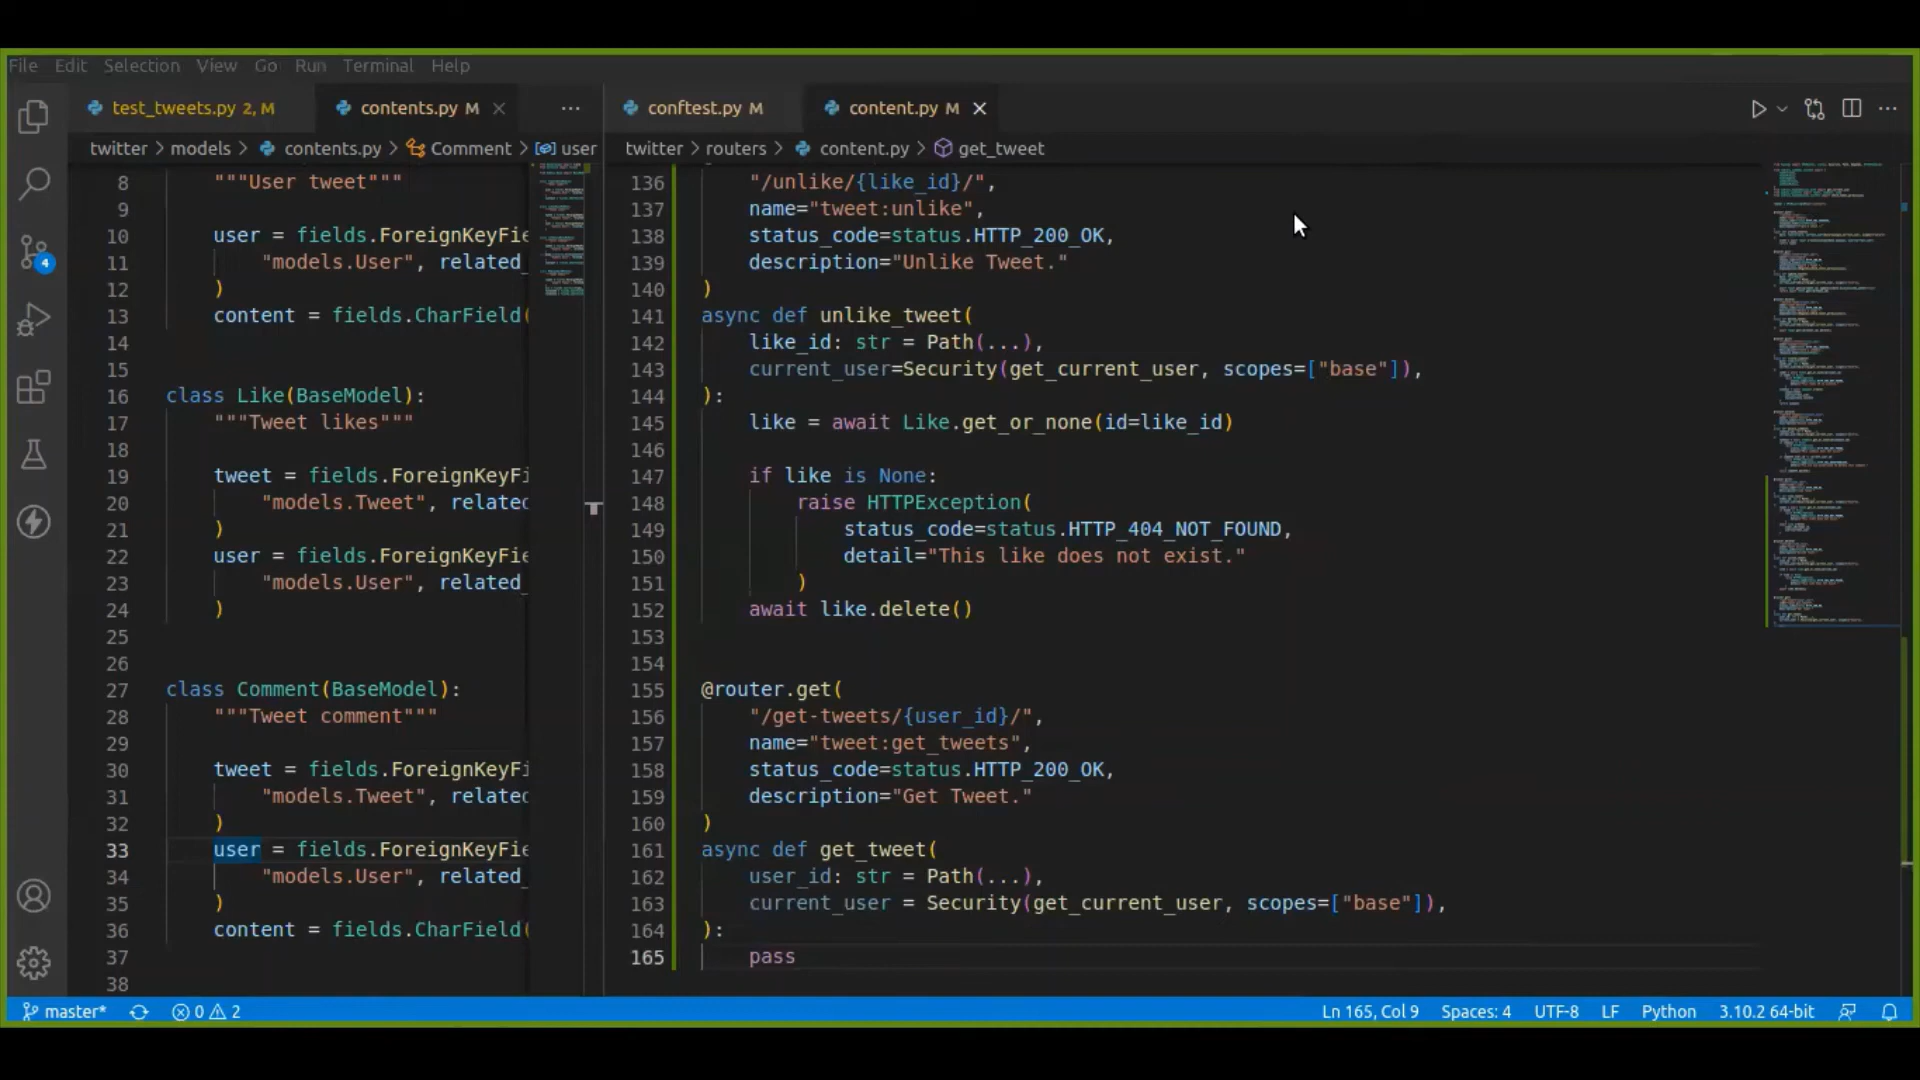 File Edit Selection View Go Run Terminal Help
test_tweets.py 2, M
contents.py M
conftest.py M
content.py M
twitter > models > contents.py > Comment > user
twitter > routers > content.py > get_tweet
8 """User tweet"""
9
10 user = fields.ForeignKeyFie
11 "models.User", related_
12 )
13 content = fields.CharField(
14
15
16 class Like(BaseModel):
17 """Tweet likes"""
18
19 tweet = fields.ForeignKeyFi
20 "models.Tweet", related
21 )
22 user = fields.ForeignKeyFie
23 "models.User", related_
24 )
25
26
27 class Comment(BaseModel):
28 """Tweet comment"""
29
30 tweet = fields.ForeignKeyFi
31 "models.Tweet", related
32 )
33 user = fields.ForeignKeyFie
34 "models.User", related_
35 )
36 content = fields.CharField(
37
38
136 "/unlike/{like_id}/",
137 name="tweet:unlike",
138 status_code=status.HTTP_200_OK,
139 description="Unlike Tweet."
140 )
141 async def unlike_tweet(
142 like_id: str = Path(...),
143 current_user=Security(get_current_user, scopes=["base"]),
144 ):
145 like = await Like.get_or_none(id=like_id)
146
147 if like is None:
148 raise HTTPException(
149 status_code=status.HTTP_404_NOT_FOUND,
150 detail="This like does not exist."
151 )
152 await like.delete()
153
154
155 @router.get(
156 "/get-tweets/{user_id}/",
157 name="tweet:get_tweets",
158 status_code=status.HTTP_200_OK,
159 description="Get Tweet."
160 )
161 async def get_tweet(
162 user_id: str = Path(...),
163 current_user = Security(get_current_user, scopes=["base"]),
164 ):
165 pass
4
master* 0 2
Ln 165, Col 9 Spaces: 4 UTF-8 LF Python 3.10.2 64-bit